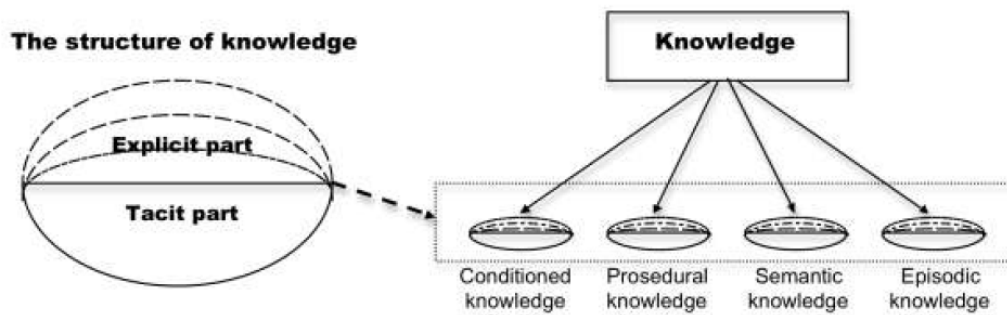 The structure of knowledge
Explicit part
Tacit part
Knowledge
Conditioned
knowledge
Prosedural
knowledge
Semantic
knowledge
Episodic
knowledge